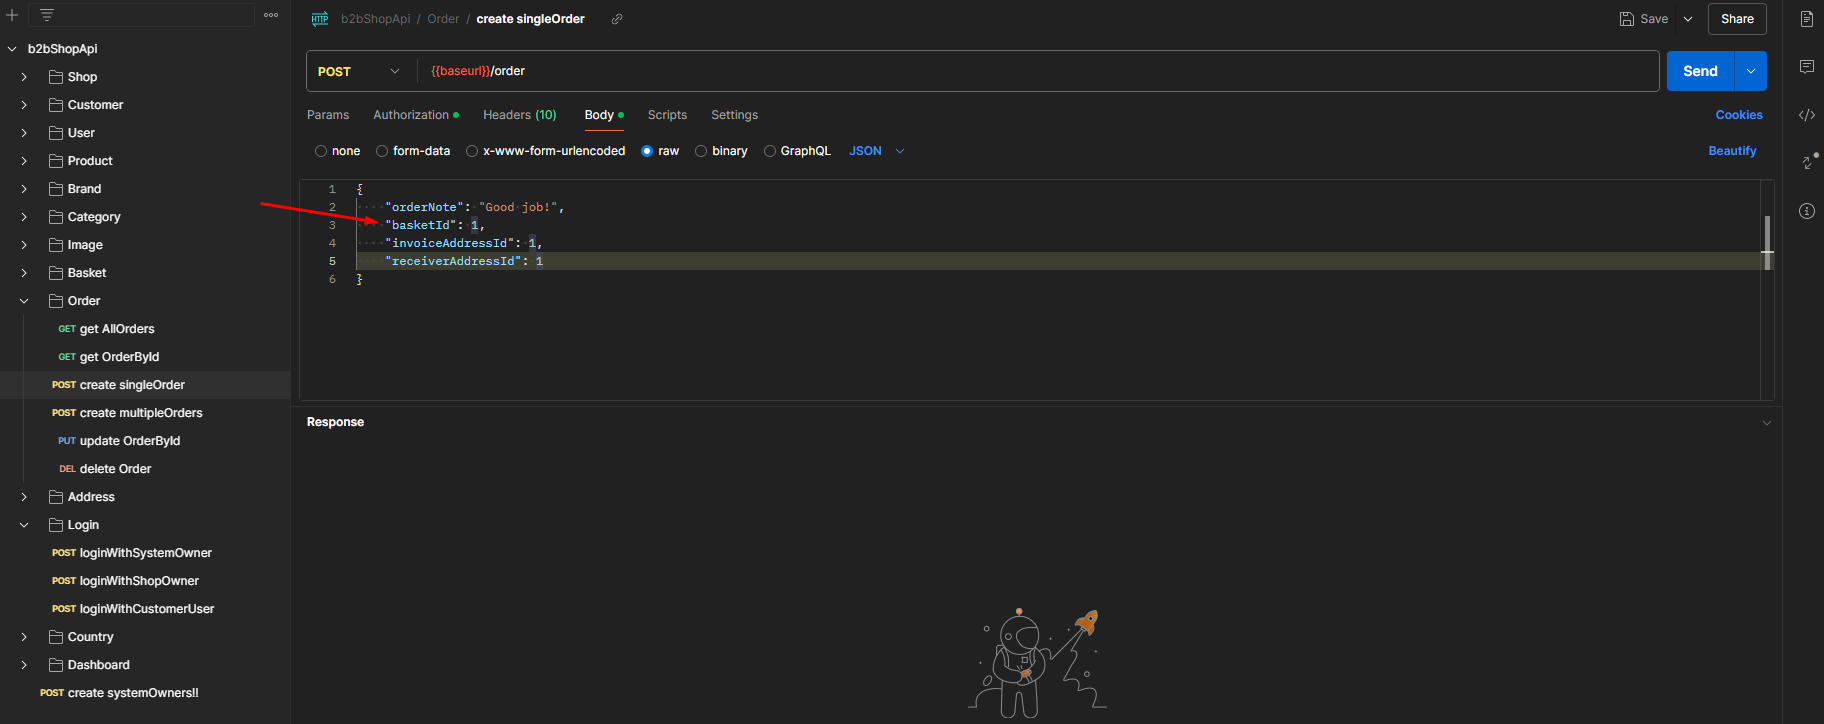 HTTP b2bShopApi / Order / create singleOrder
Save
Share
b2bShopApi
Shop
Customer
User
Product
Brand
Category
Image
Basket
Order
GET get AllOrders
GET get OrderById
POST create singleOrder
POST create multipleOrders
PUT update OrderById
DEL delete Order
Address
Login
POST loginWithSystemOwner
POST loginWithShopOwner
POST loginWithCustomerUser
Country
Dashboard
POST create systemOwners!!
POST {{baseurl}}/order
Send
Params Authorization Headers (10) Body Scripts Settings
Cookies
none form-data x-www-form-urlencoded raw binary GraphQL JSON
Beautify
1 {
2 "orderNote": "Good job!",
3 "basketId": 1,
4 "invoiceAddressId": 1,
5 "receiverAddressId": 1
6 }
Response